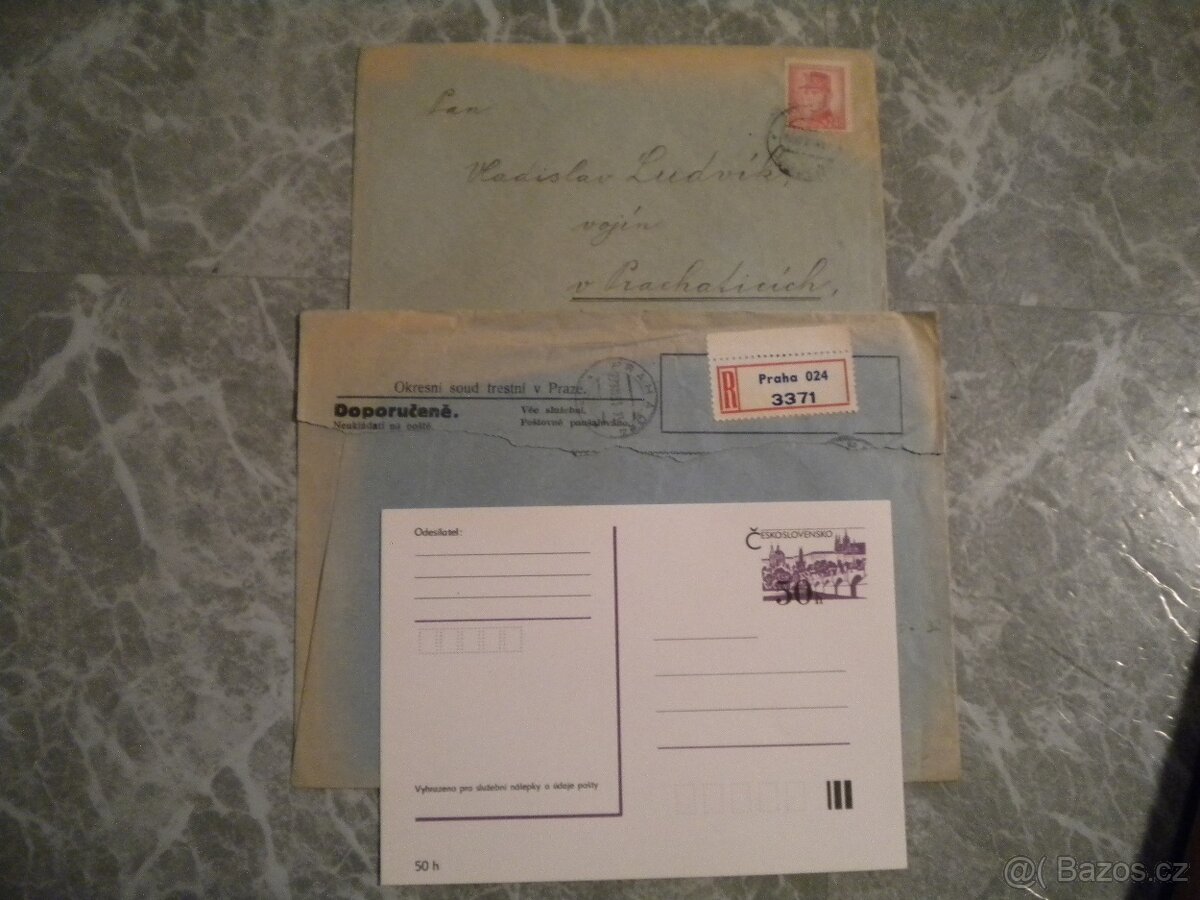 Pan
Vladislav Ludvík,
vojín
v Prachaticích,
Okresní soud trestní v Praze.
Doporučeně.
Neukládati na poště.
Věc služební.
Poštovné paušalováno.
R
Praha 024
3371
Odesílatel:
ČESKOSLOVENSKO
50h
Vyhrazeno pro služební nálepky a údaje pošty
50 h
@( Bazos.cz